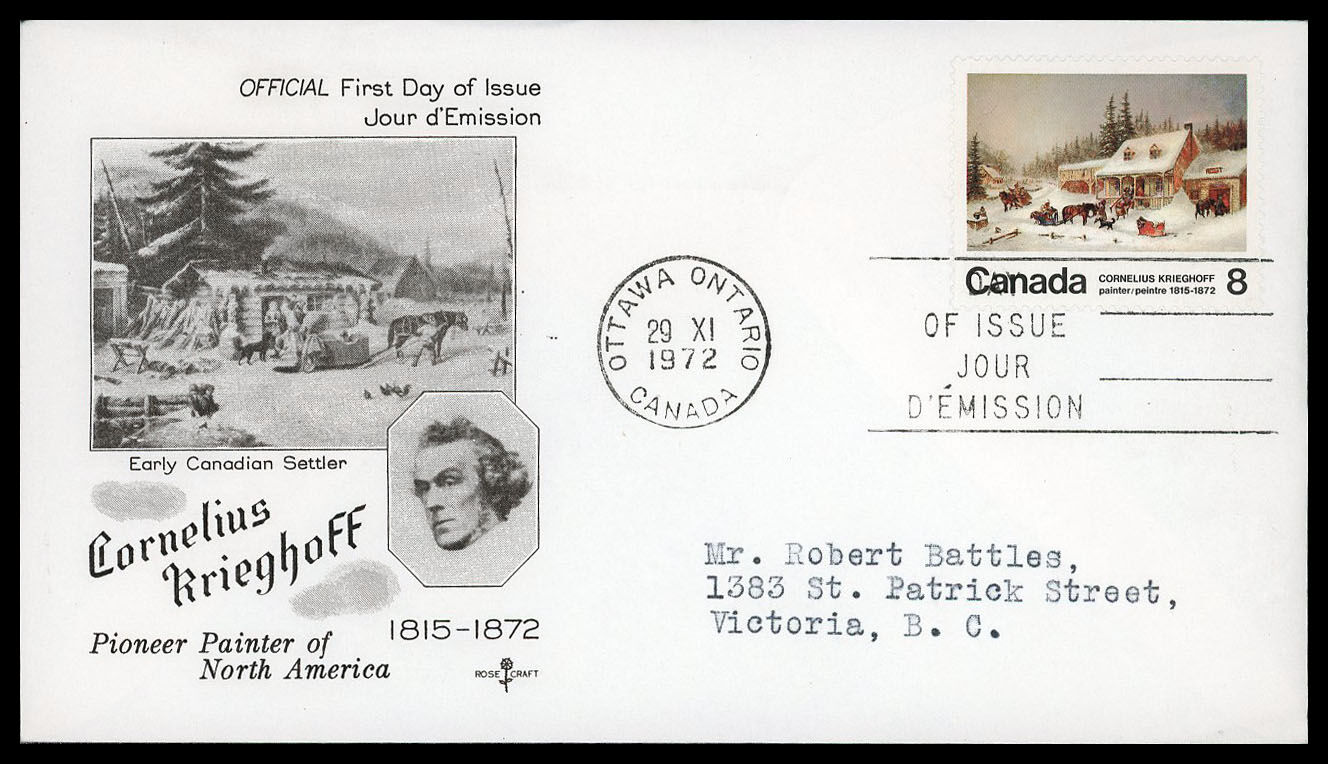 OFFICIAL First Day of Issue
Jour d'Emission
Early Canadian Settler
Cornelius
Krieghoff
1815-1872
Pioneer Painter of
North America
ROSE CRAFT
OTTAWA ONTARIO
29 XI
1972
CANADA
Canada CORNELIUS KRIEGHOFF 8
painter/peintre 1815-1872
DAY
OF ISSUE
JOUR
D'ÉMISSION
Mr. Robert Battles,
1383 St. Patrick Street,
Victoria, B. C.